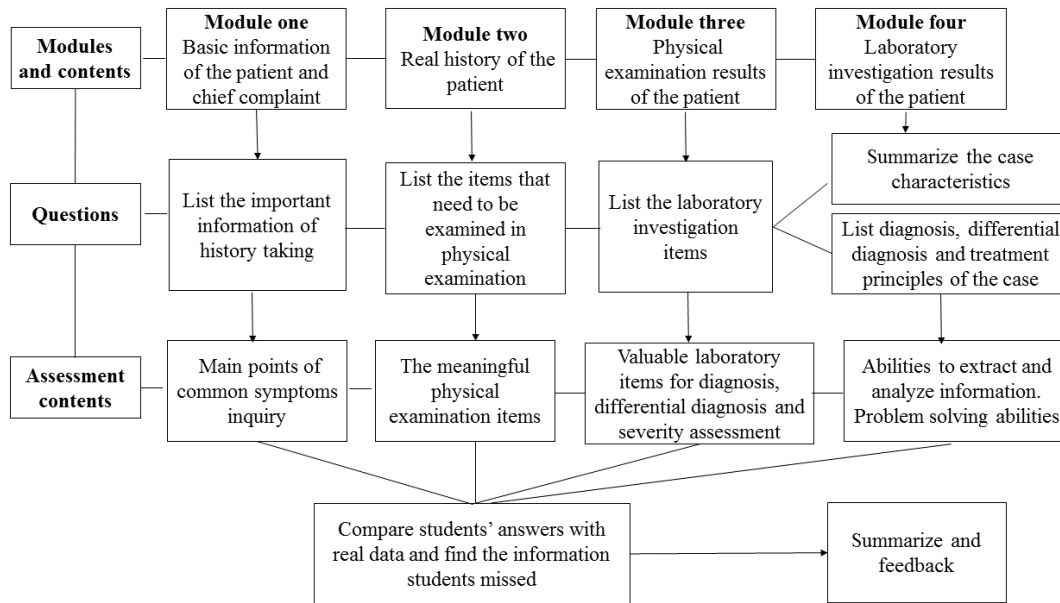 Modules
and contents
Module one
Basic information
of the patient and
chief complaint
Module two
Real history of the
patient
Module three
Physical
examination results
of the patient
Module four
Laboratory
investigation results
of the patient
Questions
List the important
information of
history taking
List the items that
need to be
examined in
physical
examination
List the laboratory
investigation
items
Summarize the case
characteristics
List diagnosis, differential
diagnosis and treatment
principles of the case
Assessment
contents
Main points of
common symptoms
inquiry
The meaningful
physical
examination items
Valuable laboratory
items for diagnosis,
differential diagnosis and
severity assessment
Abilities to extract and
analyze information.
Problem solving abilities
Compare students’ answers with
real data and find the information
students missed
Summarize and
feedback